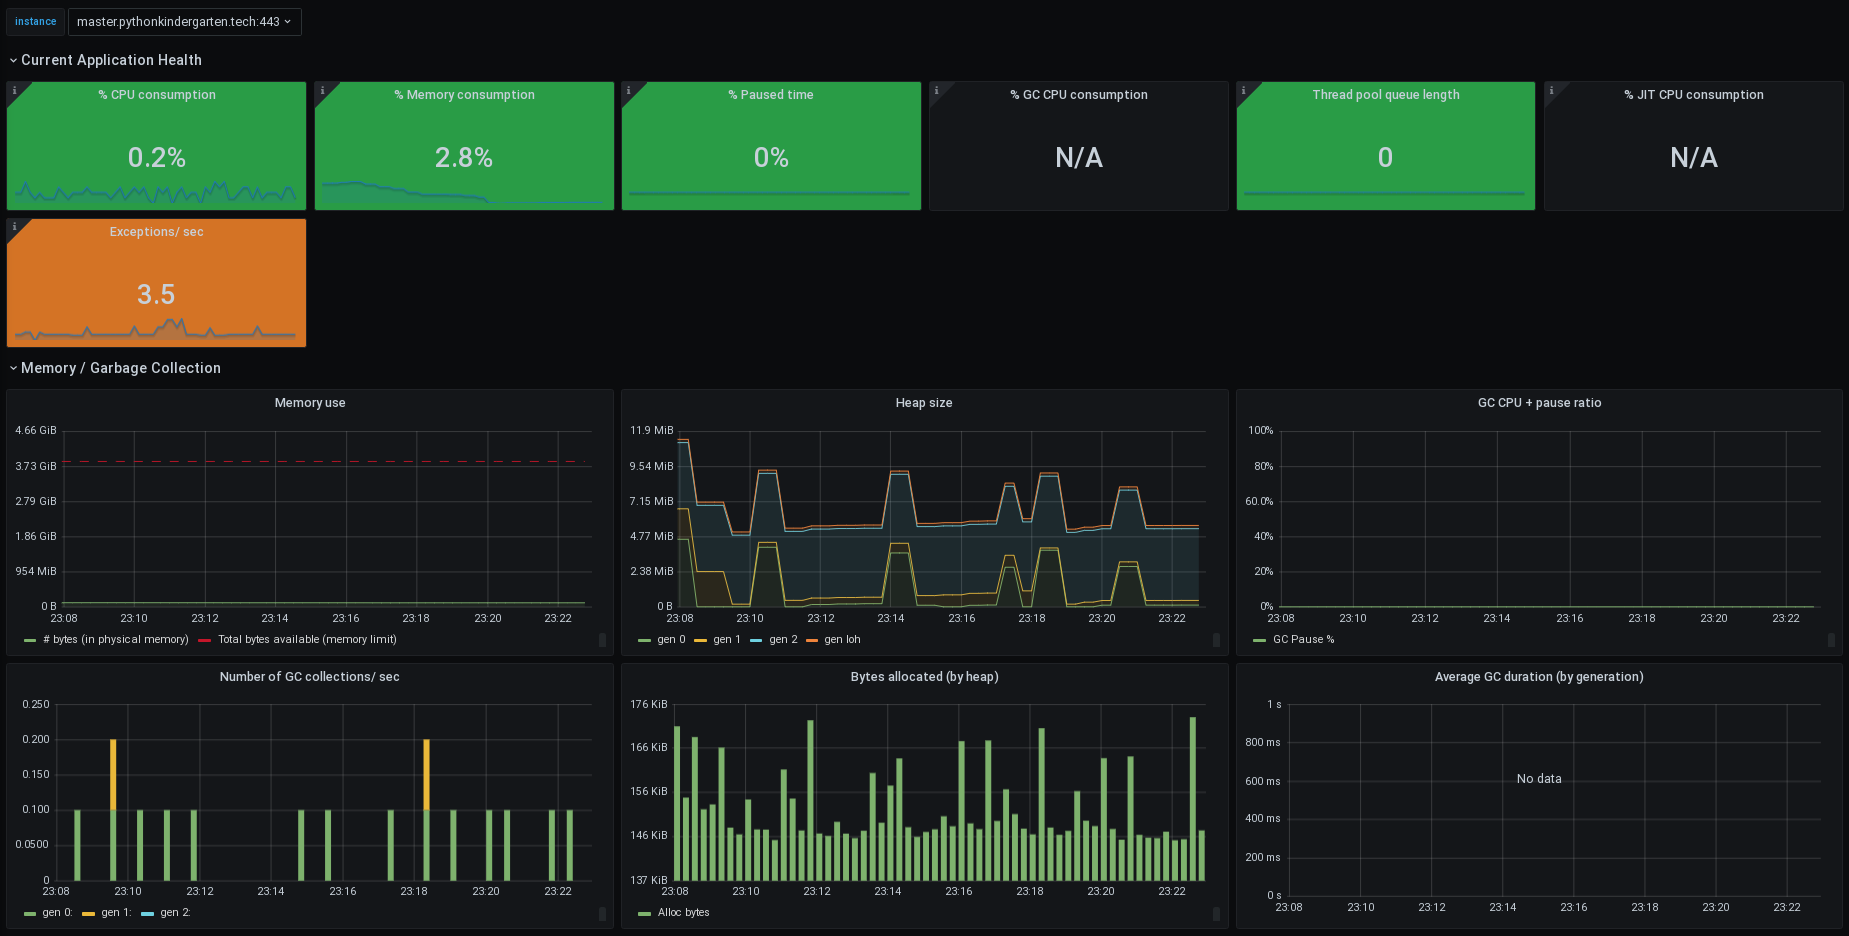 instance master.pythonkindergarten.tech:443
Current Application Health
i % CPU consumption
0.2%
i % Memory consumption
2.8%
i % Paused time
0%
i % GC CPU consumption
N/A
i Thread pool queue length
0
i % JIT CPU consumption
N/A
i Exceptions/ sec
3.5
Memory / Garbage Collection
Memory use
4.66 GiB
3.73 GiB
2.79 GiB
1.86 GiB
954 MiB
0 B
23:08 23:10 23:12 23:14 23:16 23:18 23:20 23:22
# bytes (in physical memory) Total bytes available (memory limit)
Heap size
11.9 MiB
9.54 MiB
7.15 MiB
4.77 MiB
2.38 MiB
0 B
23:08 23:10 23:12 23:14 23:16 23:18 23:20 23:22
gen 0 gen 1 gen 2 gen loh
GC CPU + pause ratio
100%
80%
60.0%
40%
20%
0%
23:08 23:10 23:12 23:14 23:16 23:18 23:20 23:22
GC Pause %
Number of GC collections/ sec
0.250
0.200
0.150
0.100
0.0500
0
23:08 23:10 23:12 23:14 23:16 23:18 23:20 23:22
gen 0: gen 1: gen 2:
Bytes allocated (by heap)
176 KiB
166 KiB
156 KiB
146 KiB
137 KiB
23:08 23:10 23:12 23:14 23:16 23:18 23:20 23:22
Alloc bytes
Average GC duration (by generation)
1 s
800 ms
600 ms
400 ms
200 ms
0 s
No data
23:08 23:10 23:12 23:14 23:16 23:18 23:20 23:22